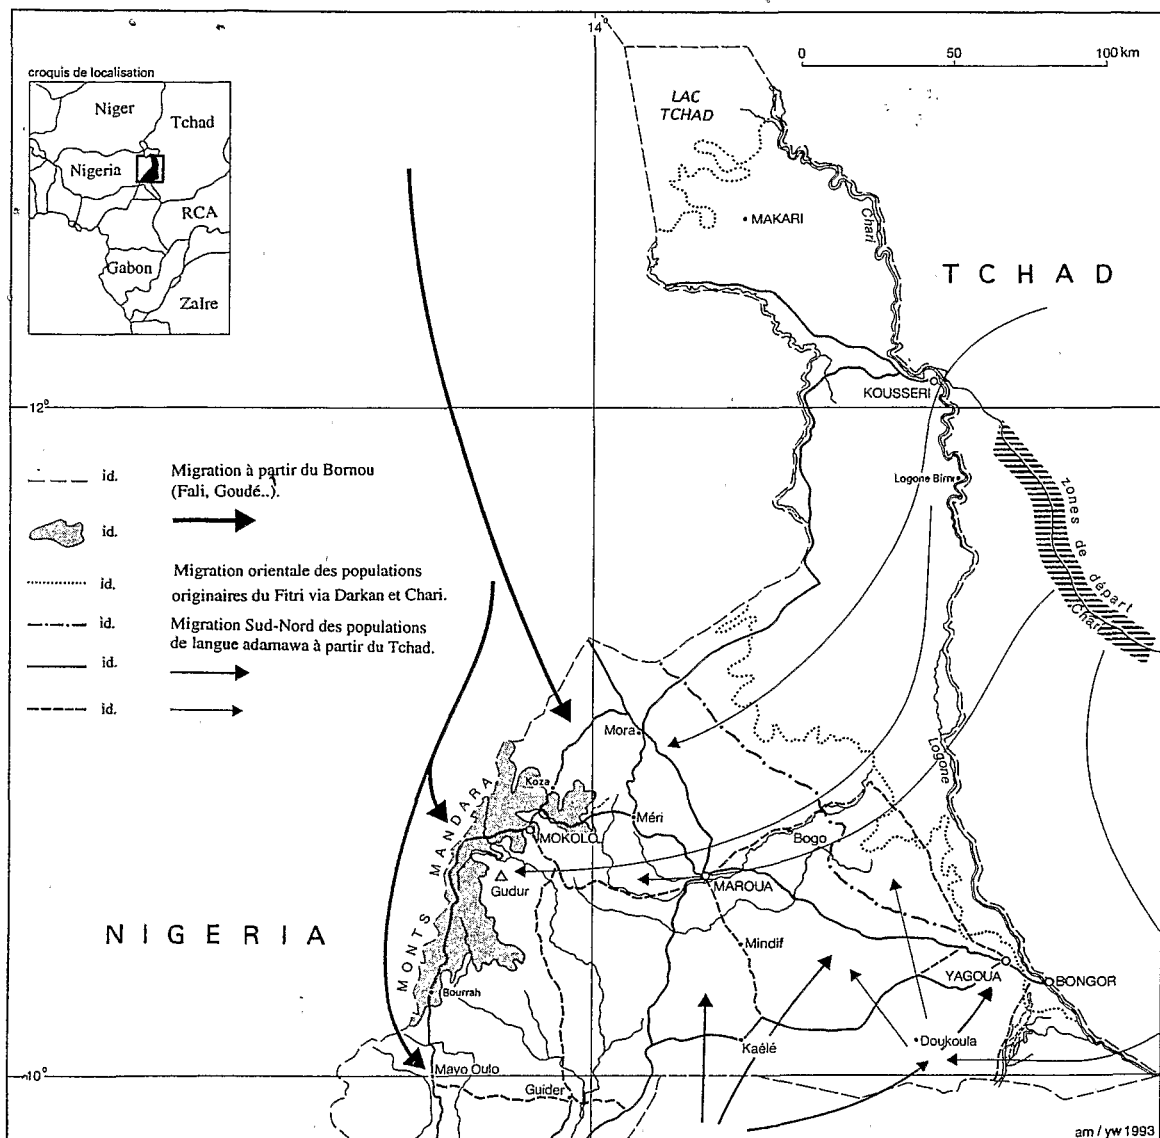 14°
0 50 100 km
croquis de localisation
Niger
Tchad
Nigeria
RCA
Gabon
Zaïre
LAC
TCHAD
MAKARI
Chari
TCHAD
KOUSSERI
12°
Logone Birni
zones de départ
Chari
id. Migration à partir du Bornou
(Fali, Goudé..).
id.
id. Migration orientale des populations
originaires du Fitri via Darkan et Chari.
id. Migration Sud-Nord des populations
de langue adamawa à partir du Tchad.
id.
id.
Mora
Logone
Koza
MONTS MANDARA
MOKOLO
Méri
Bogo
Gudur
MAROUA
NIGERIA
Mindif
YAGOUA
BONGOR
Bourrah
Kaélé
Doukoula
10°
Mayo Oulo
Guider
am / yw 1993